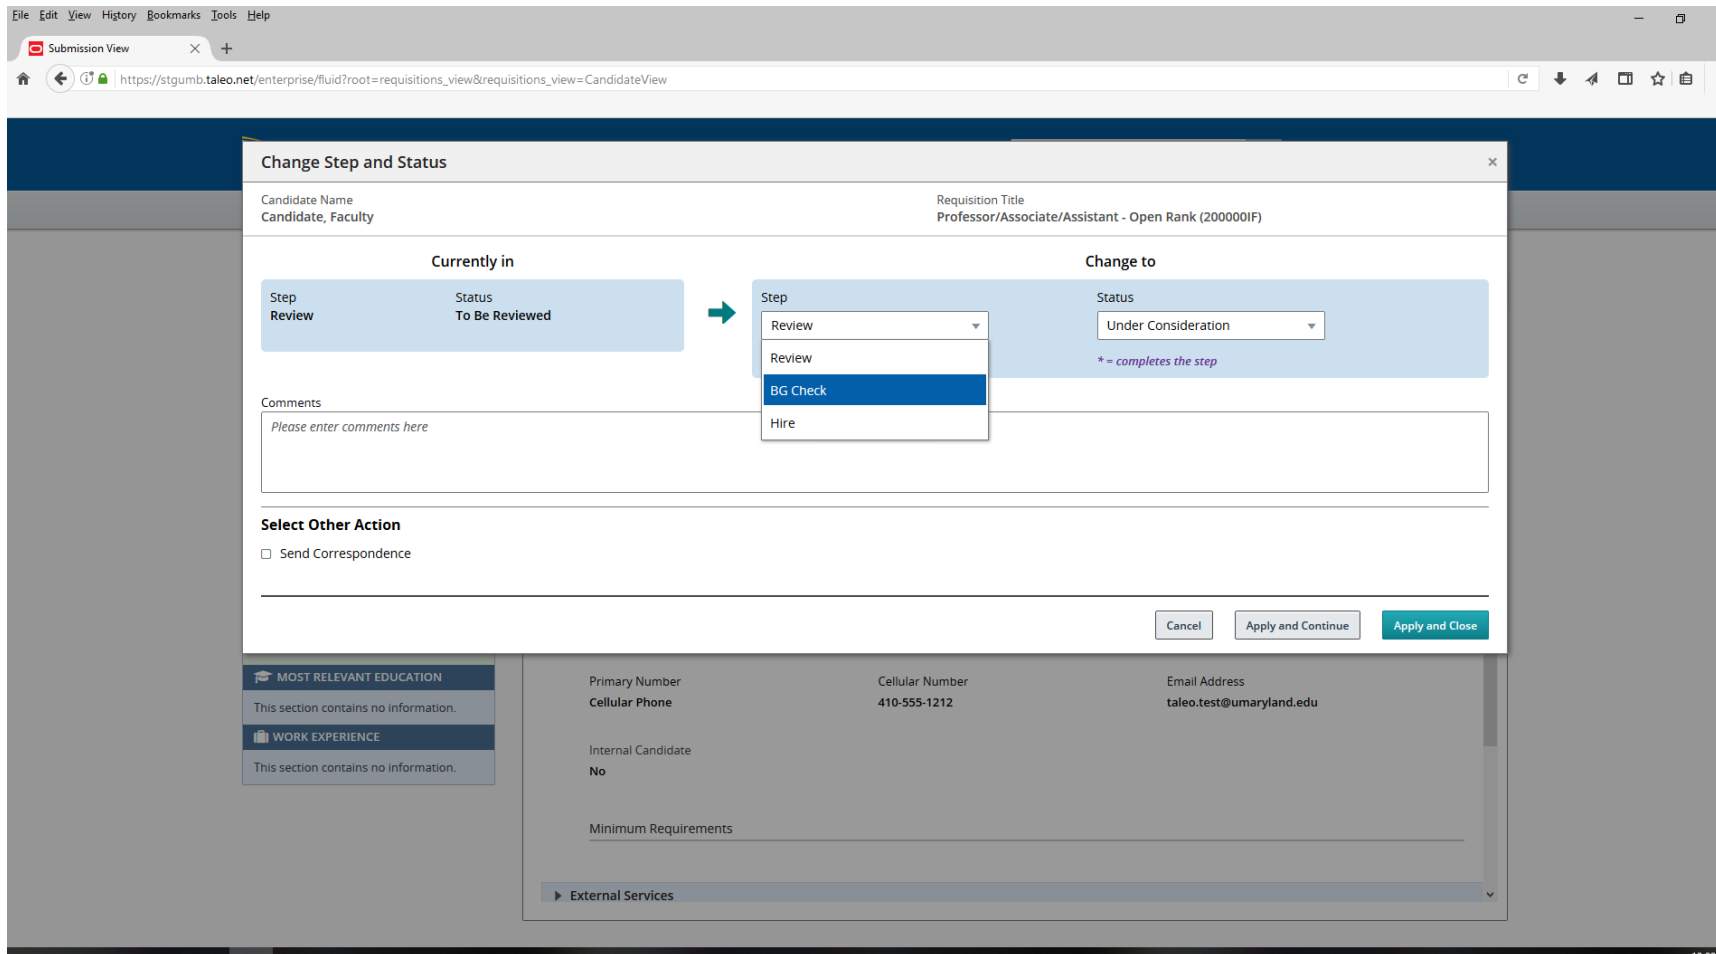 File Edit View History Bookmarks Tools Help
Submission View
https://stgumb.taleo.net/enterprise/fluid?root=requisitions_view&requisitions_view=CandidateView
Change Step and Status
Candidate Name
Requisition Title
Candidate, Faculty
Professor/Associate/Assistant - Open Rank (200000IF)
Currently in
Change to
Step Status
Step Status
Review To Be Reviewed
Review Under Consideration
Review
* = completes the step
BG Check
Hire
Comments
Please enter comments here
Select Other Action
Send Correspondence
Cancel Apply and Continue Apply and Close
MOST RELEVANT EDUCATION
This section contains no information.
WORK EXPERIENCE
This section contains no information.
Primary Number Cellular Number Email Address
Cellular Phone 410-555-1212 taleo.test@umaryland.edu
Internal Candidate
No
Minimum Requirements
External Services